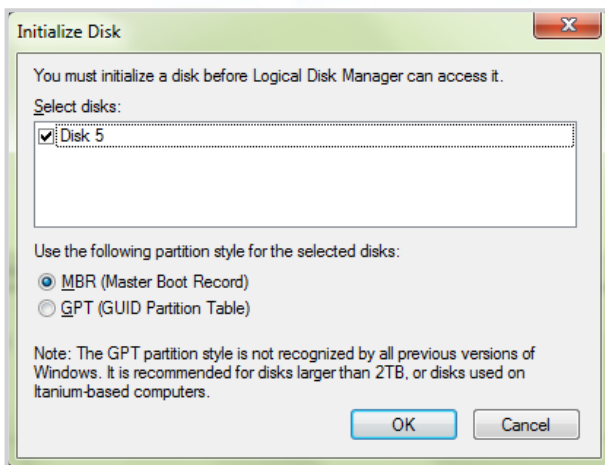 Initialize Disk
You must initialize a disk before Logical Disk Manager can access it.
Select disks:
Disk 5
Use the following partition style for the selected disks:
MBR (Master Boot Record)
GPT (GUID Partition Table)
Note: The GPT partition style is not recognized by all previous versions of
Windows. It is recommended for disks larger than 2TB, or disks used on
Itanium-based computers.
OK Cancel